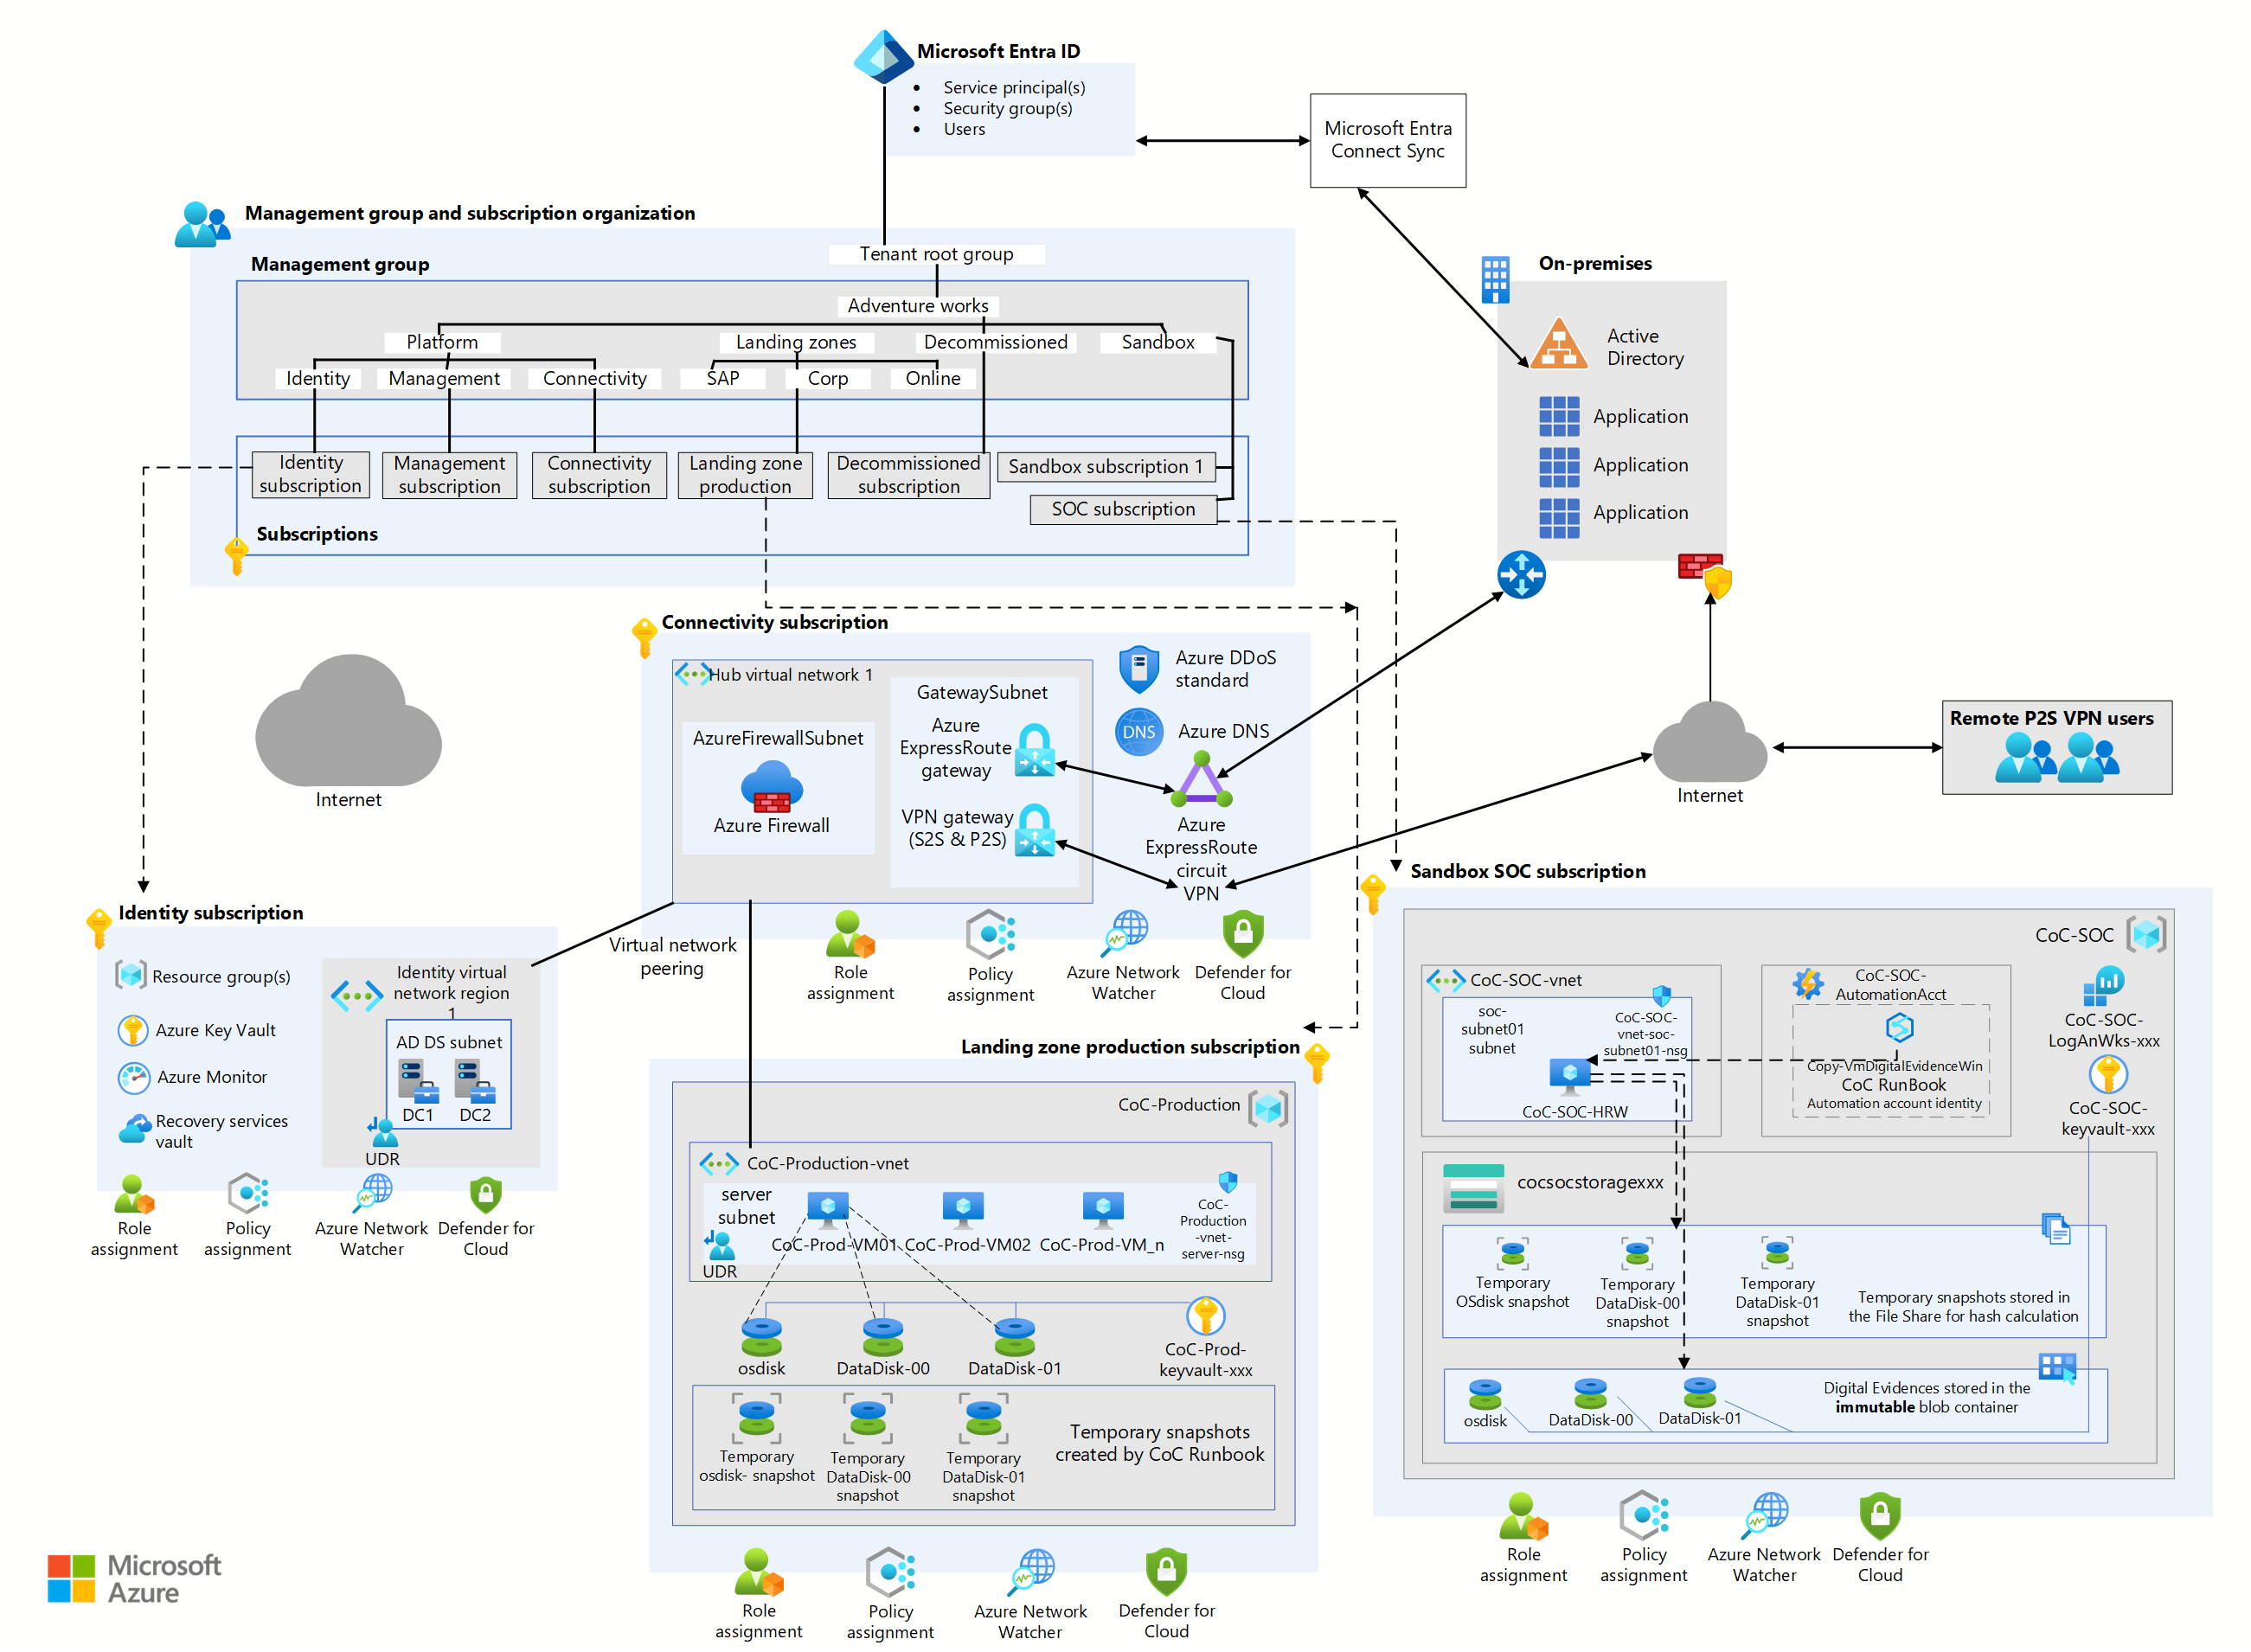 Microsoft Entra ID
• Service principal(s)
• Security group(s)
• Users
Microsoft Entra
Connect Sync
Management group and subscription organization
Tenant root group
Management group
Adventure works
Platform
Landing zones
Decommissioned
Sandbox
Identity
Management
Connectivity
SAP
Corp
Online
Identity
subscription
Management
subscription
Connectivity
subscription
Landing zone
production
Decommissioned
subscription
Sandbox subscription 1
SOC subscription
Subscriptions
On-premises
Active
Directory
Application
Application
Application
Internet
Connectivity subscription
Hub virtual network 1
AzureFirewallSubnet
Azure Firewall
GatewaySubnet
Azure
ExpressRoute
gateway
VPN gateway
(S2S & P2S)
Azure DDoS
standard
DNS
Azure DNS
Azure
ExpressRoute
circuit
VPN
Role
assignment
Policy
assignment
Azure Network
Watcher
Defender for
Cloud
Internet
Remote P2S VPN users
Virtual network
peering
Identity subscription
Resource group(s)
Azure Key Vault
Azure Monitor
Recovery services
vault
Identity virtual
network region
1
AD DS subnet
DC1
DC2
UDR
Role
assignment
Policy
assignment
Azure Network
Watcher
Defender for
Cloud
Landing zone production subscription
CoC-Production
CoC-Production-vnet
server
subnet
UDR
CoC-Prod-VM01
CoC-Prod-VM02
CoC-Prod-VM_n
CoC-
Production
-vnet-
server-nsg
osdisk
DataDisk-00
DataDisk-01
CoC-Prod-
keyvault-xxx
Temporary
osdisk- snapshot
Temporary
DataDisk-00
snapshot
Temporary
DataDisk-01
snapshot
Temporary snapshots
created by CoC Runbook
Role
assignment
Policy
assignment
Azure Network
Watcher
Defender for
Cloud
Sandbox SOC subscription
CoC-SOC
CoC-SOC-vnet
soc-
subnet01
subnet
CoC-SOC-
vnet-soc-
subnet01-nsg
CoC-SOC-HRW
CoC-SOC-
AutomationAcct
Copy-VmDigitalEvidenceWin
CoC RunBook
Automation account identity
CoC-SOC-
LogAnWks-xxx
CoC-SOC-
keyvault-xxx
cocsocstoragexxx
Temporary
OSdisk snapshot
Temporary
DataDisk-00
snapshot
Temporary
DataDisk-01
snapshot
Temporary snapshots stored in
the File Share for hash calculation
osdisk
DataDisk-00
DataDisk-01
Digital Evidences stored in the
immutable blob container
Role
assignment
Policy
assignment
Azure Network
Watcher
Defender for
Cloud
Microsoft
Azure